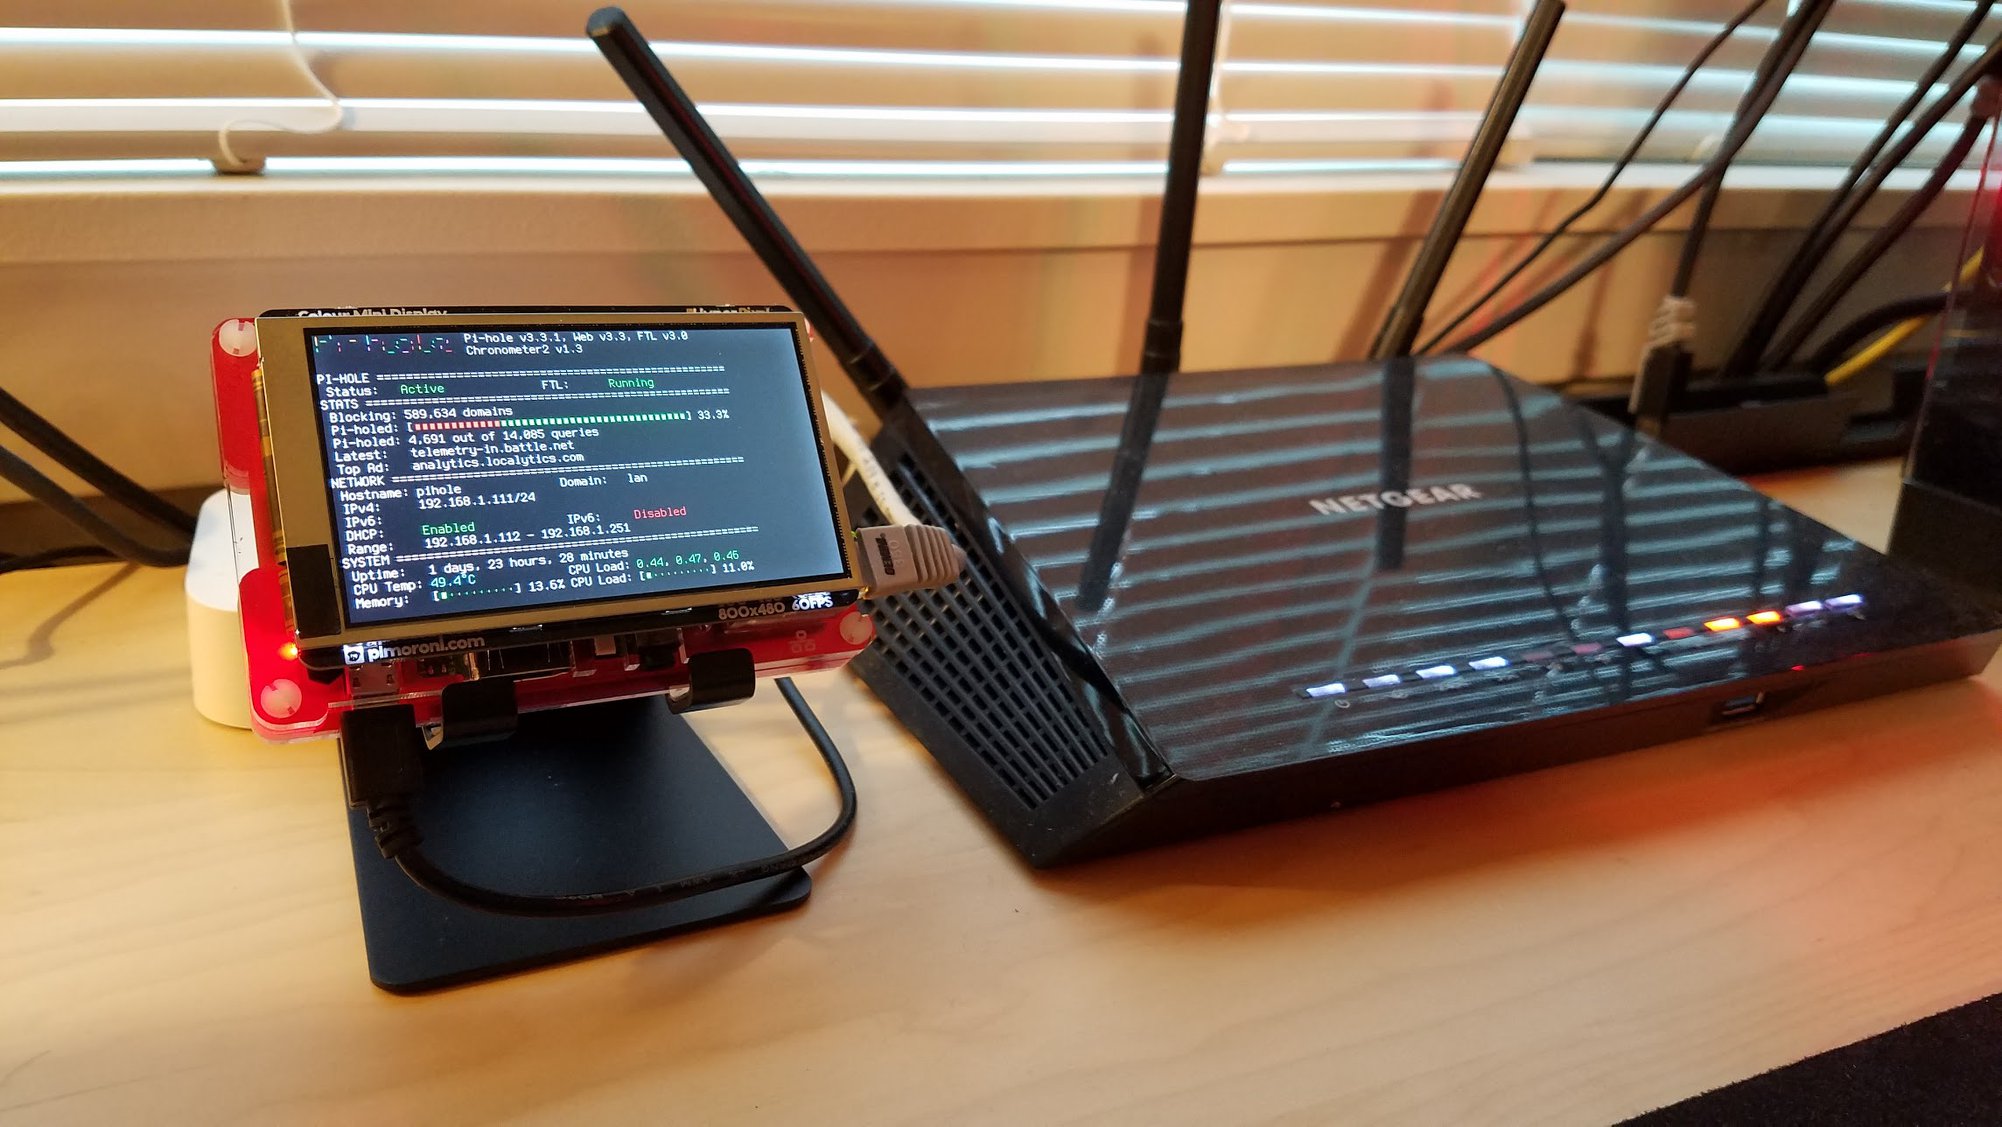 Colour Mini Display HyperPixel
Pi-hole v3.3.1, Web v3.3, FTL v3.0
Chronometer2 v1.3
PI-HOLE ================================================
Status: Active FTL: Running
STATS ==================================================
Blocking: 589,634 domains
Pi-holed: [ ] 33.3%
Pi-holed: 4,691 out of 14,085 queries
Latest: telemetry-in.battle.net
Top Ad: analytics.localytics.com
NETWORK ================================================
Hostname: pihole Domain: lan
IPv4: 192.168.1.111/24
IPv6:
DHCP: Enabled IPv6: Disabled
Range: 192.168.1.112 - 192.168.1.251
SYSTEM =================================================
Uptime: 1 days, 23 hours, 28 minutes
CPU Temp: 49.4°C CPU Load: 0.44, 0.47, 0.46
Memory: [■·········] 13.6% CPU Load: [■·········] 11.0%
800x480 60FPS
pimoroni.com
NETGEAR